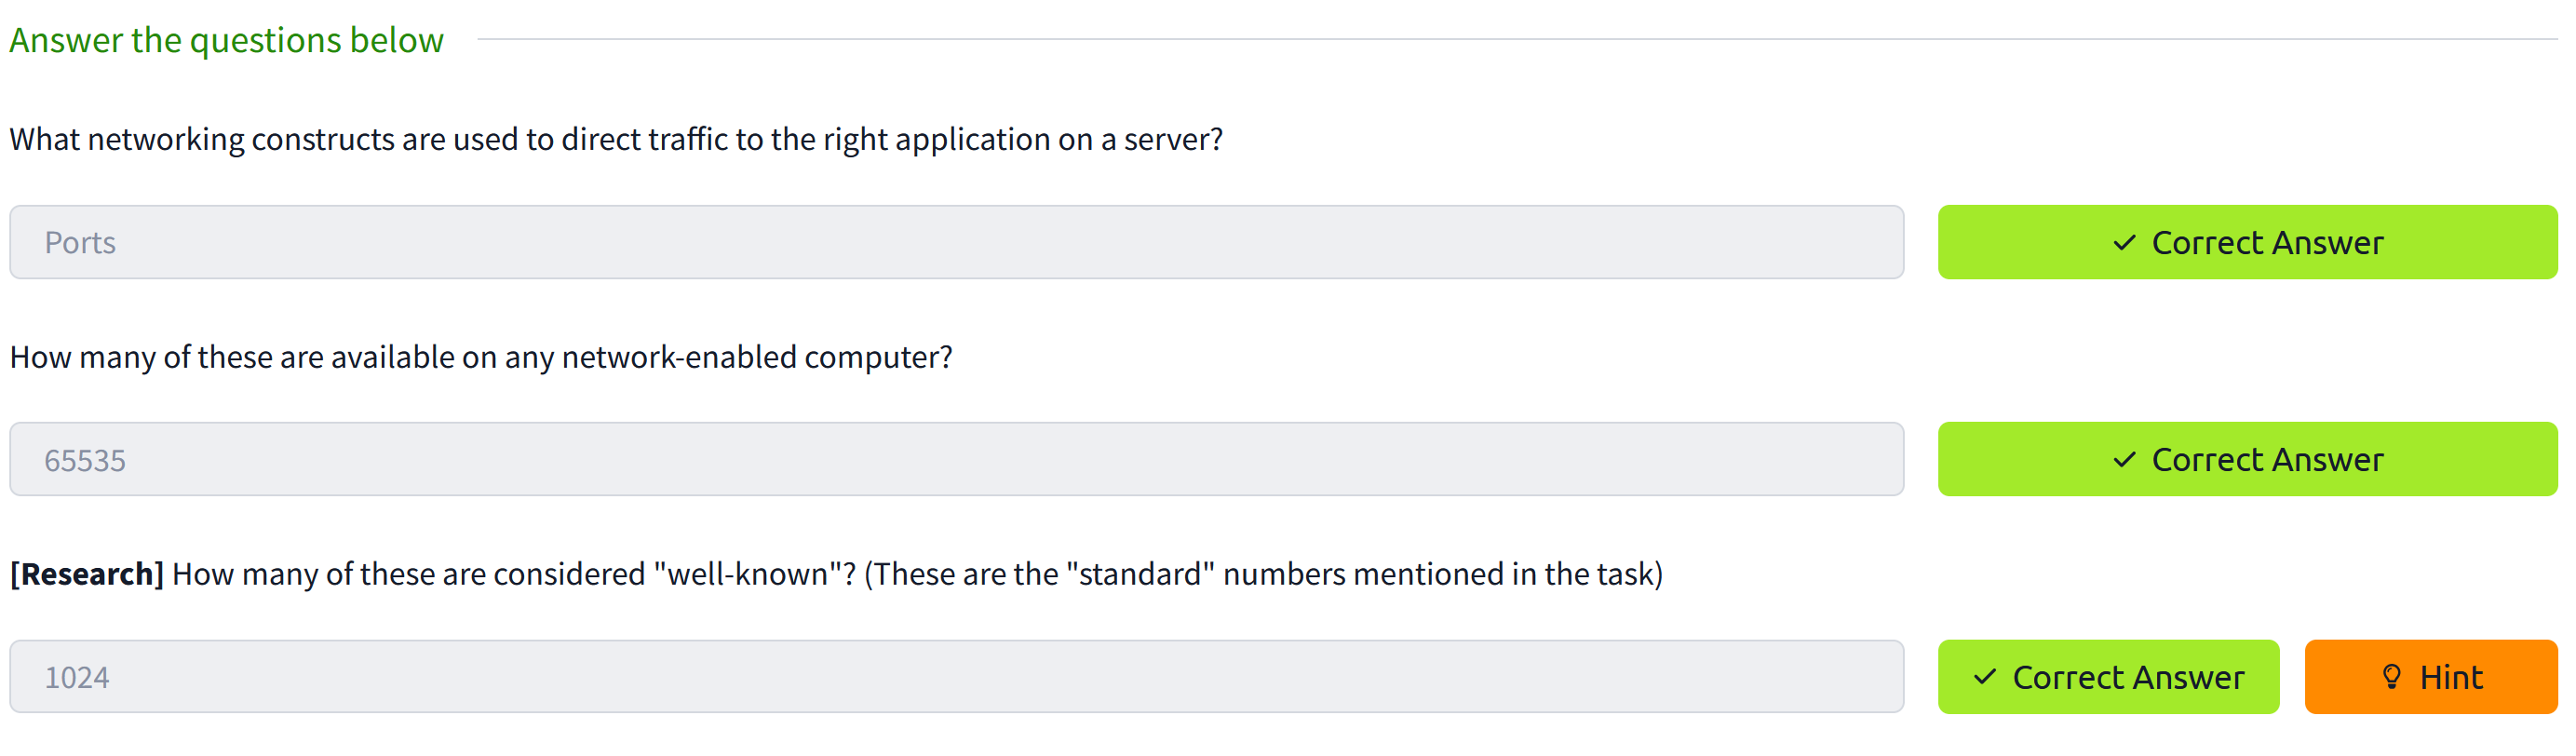 Answer the questions below
What networking constructs are used to direct traffic to the right application on a server?
Ports
Correct Answer
How many of these are available on any network-enabled computer?
65535
Correct Answer
[Research] How many of these are considered "well-known"? (These are the "standard" numbers mentioned in the task)
1024
Correct Answer
Hint